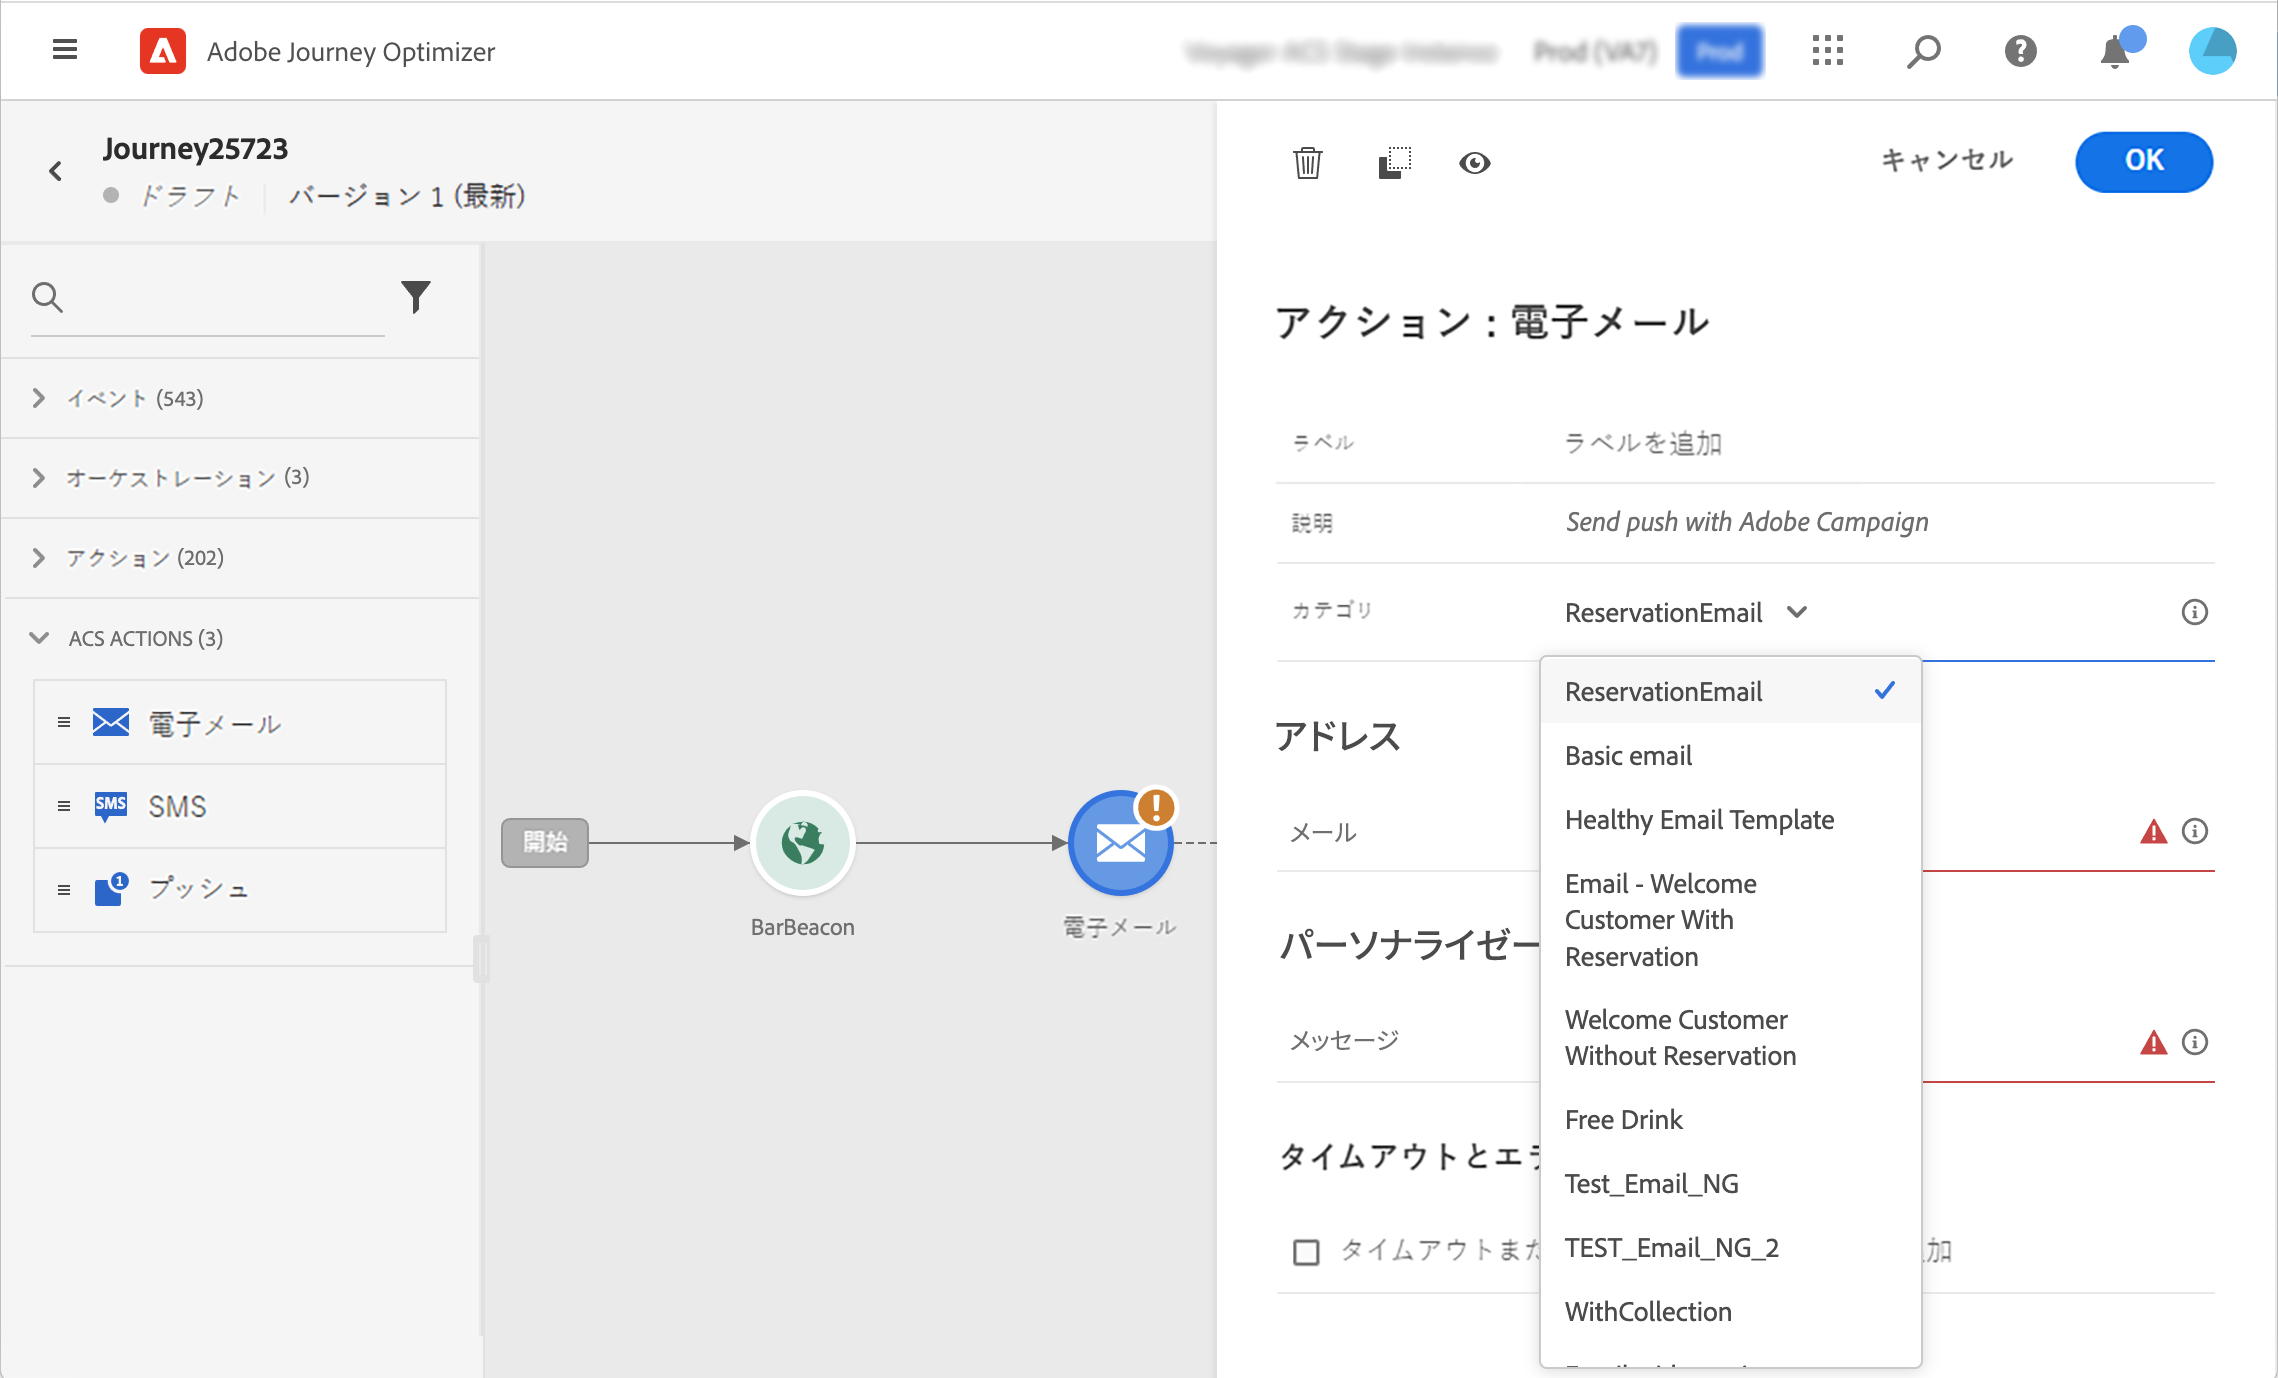 Adobe Journey Optimizer
Prod (VA7)
Prod
Journey25723
ドラフト
バージョン 1 (最新)
イベント (543)
オーケストレーション (3)
アクション (202)
ACS ACTIONS (3)
電子メール
SMS
SMS
1
プッシュ
開始
BarBeacon
電子メール
キャンセル
OK
アクション : 電子メール
ラベル
ラベルを追加
説明
Send push with Adobe Campaign
カテゴリ
ReservationEmail
ReservationEmail
Basic email
Healthy Email Template
Email - Welcome
Customer With
Reservation
Welcome Customer
Without Reservation
Free Drink
Test_Email_NG
TEST_Email_NG_2
WithCollection
アドレス
メール
パーソナライゼー
メッセージ
タイムアウトとエラ
タイムアウトまた
加